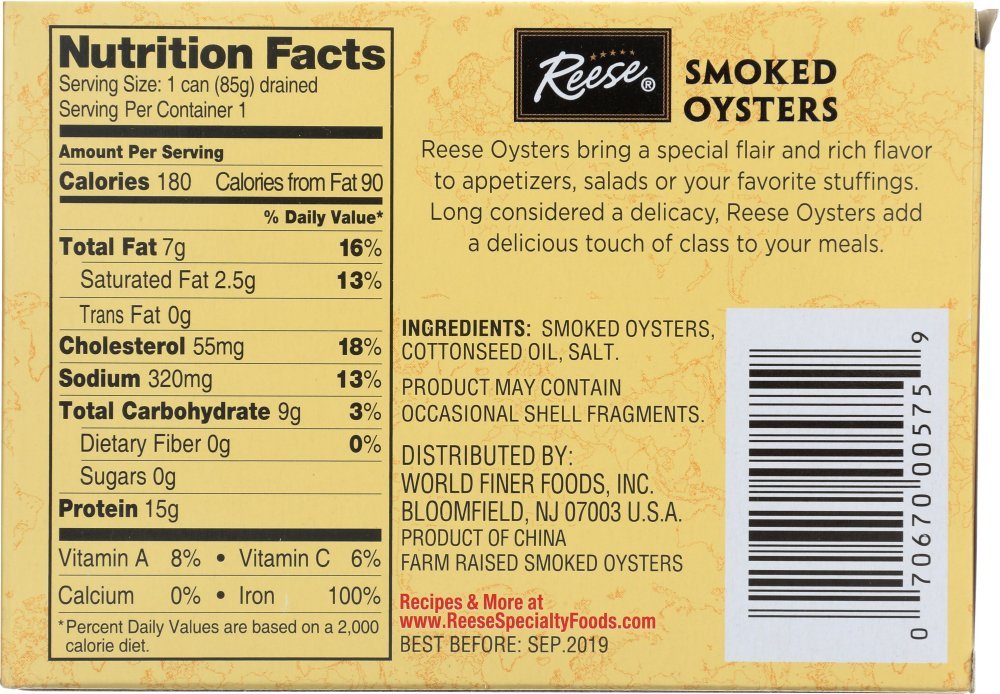 Nutrition Facts
Serving Size: 1 can (85g) drained
Serving Per Container 1
Amount Per Serving
Calories 180 Calories from Fat 90
% Daily Value*
Total Fat 7g 16%
Saturated Fat 2.5g 13%
Trans Fat 0g
Cholesterol 55mg 18%
Sodium 320mg 13%
Total Carbohydrate 9g 3%
Dietary Fiber 0g 0%
Sugars 0g
Protein 15g
Vitamin A 8% • Vitamin C 6%
Calcium 0% • Iron 100%
*Percent Daily Values are based on a 2,000
calorie diet.
Reese®
SMOKED
OYSTERS
Reese Oysters bring a special flair and rich flavor
to appetizers, salads or your favorite stuffings.
Long considered a delicacy, Reese Oysters add
a delicious touch of class to your meals.
INGREDIENTS: SMOKED OYSTERS,
COTTONSEED OIL, SALT.
PRODUCT MAY CONTAIN
OCCASIONAL SHELL FRAGMENTS.
DISTRIBUTED BY:
WORLD FINER FOODS, INC.
BLOOMFIELD, NJ 07003 U.S.A.
PRODUCT OF CHINA
FARM RAISED SMOKED OYSTERS
Recipes & More at
www.ReeseSpecialtyFoods.com
BEST BEFORE: SEP.2019
0 70670 00575 9